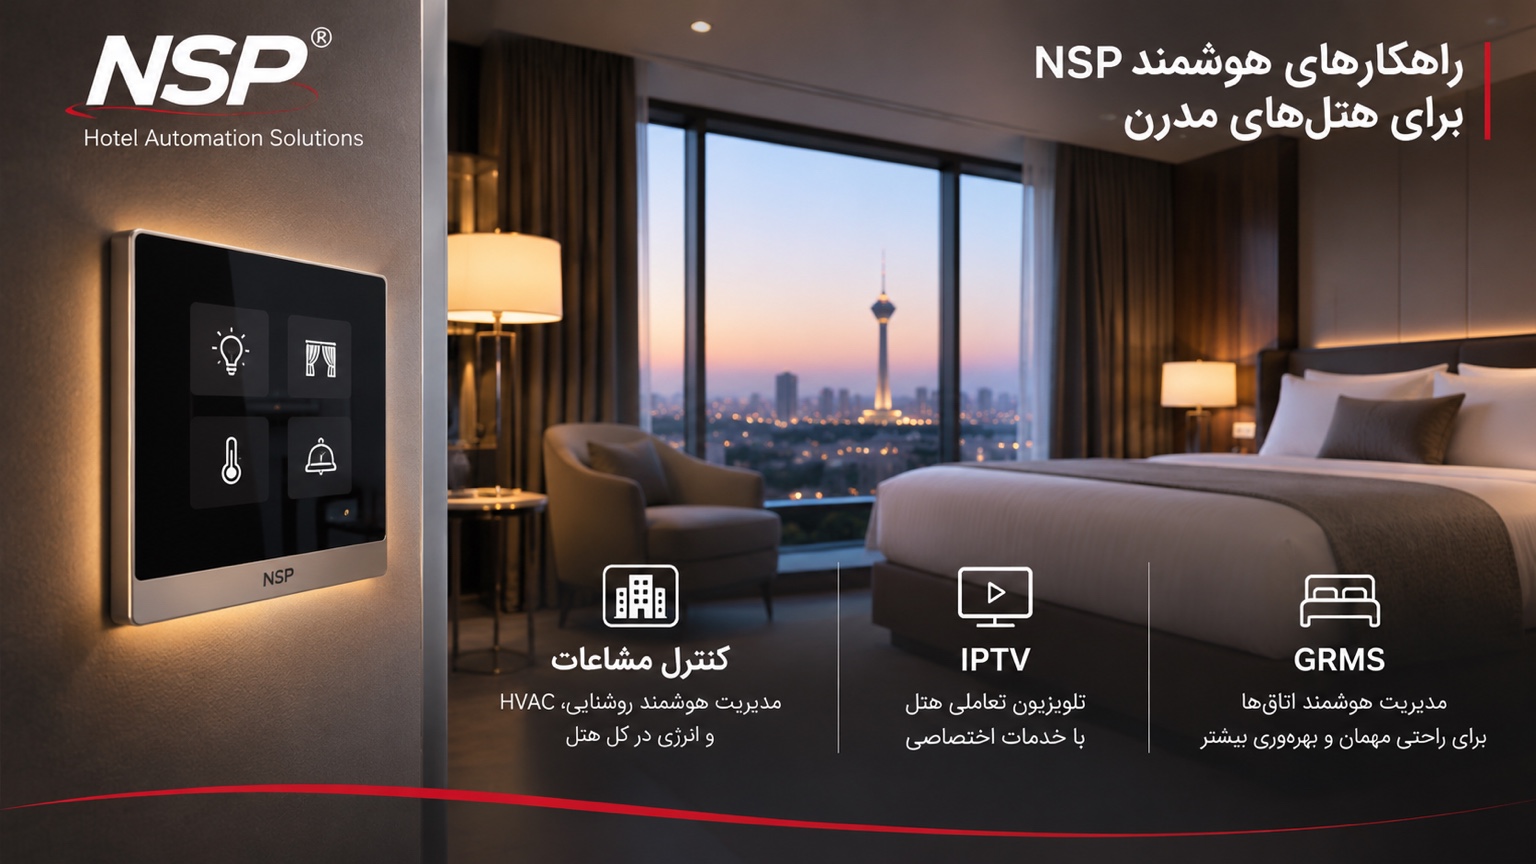 NSP®
Hotel Automation Solutions
راهکارهای هوشمند NSP
برای هتل‌های مدرن
NSP
GRMS
مدیریت هوشمند اتاق‌ها
برای راحتی مهمان و بهره‌وری بیشتر
IPTV
تلویزیون تعاملی هتل
با خدمات اختصاصی
کنترل مشاعات
مدیریت هوشمند روشنایی، HVAC
و انرژی در کل هتل